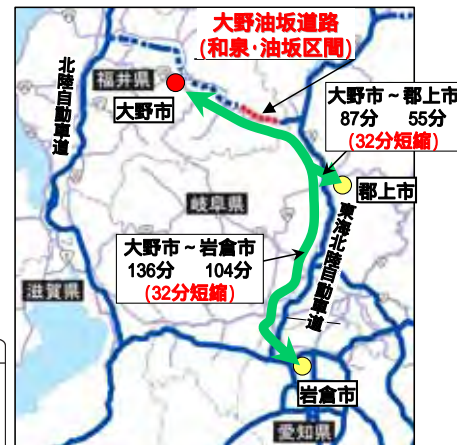 大野油坂道路
(和泉･油坂区間)
北陸自動車道
福井県
大野市
大野市～郡上市
87分 55分
(32分短縮)
郡上市
岐阜県
東海北陸自動車道
大野市～岩倉市
136分 104分
(32分短縮)
滋賀県
岩倉市
愛知県